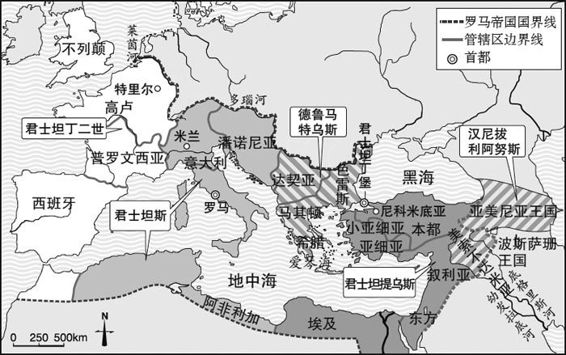 罗马帝国国界线
管辖区边界线
首都
不列颠
莱茵河
特里尔
高卢
多瑙河
君士坦丁二世
米兰
潘诺尼亚
德鲁马
特乌斯
君士坦丁堡
汉尼拔
利阿努斯
普罗文西亚
意大利
达契亚
色雷斯
黑海
西班牙
君士坦斯
罗马
马其顿
尼科米底亚
亚美尼亚王国
小亚细亚
本都
亚细亚
希腊
爱琴海
美索不达米亚
波斯萨珊
王国
地中海
君士坦提乌斯
叙利亚
底格里斯河
幼发拉底河
阿非利加
埃及
东方
0 250 500km
N